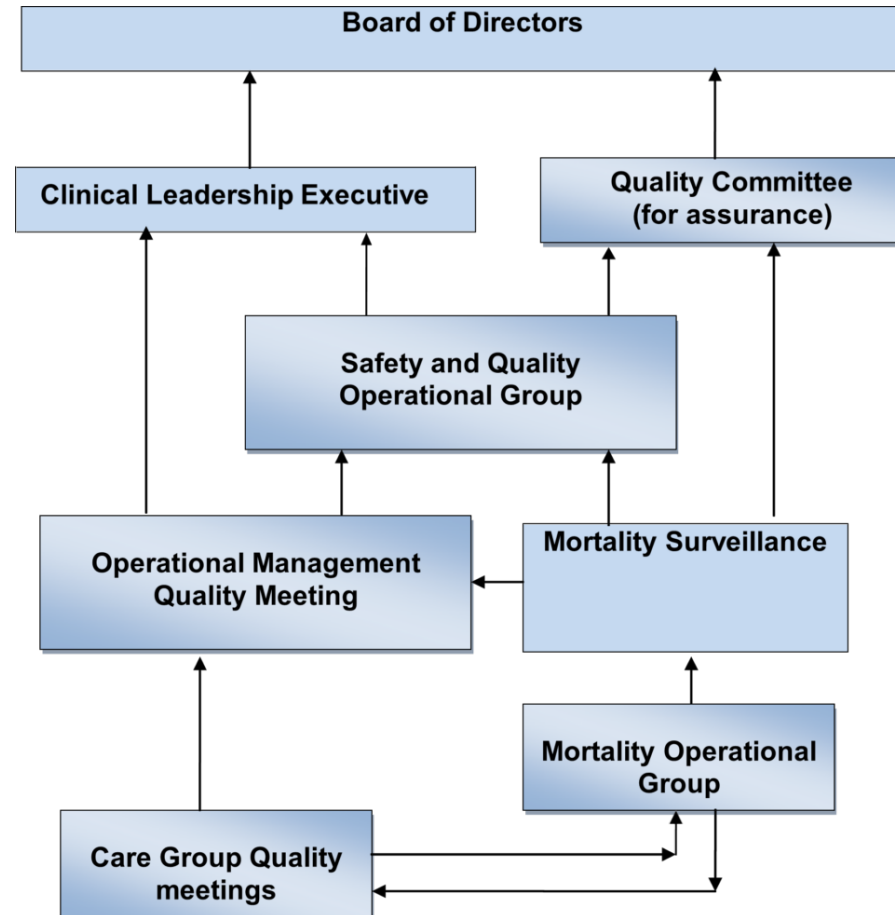 Board of Directors
Clinical Leadership Executive
Quality Committee
(for assurance)
Safety and Quality
Operational Group
Operational Management
Quality Meeting
Mortality Surveillance
Mortality Operational
Group
Care Group Quality
meetings